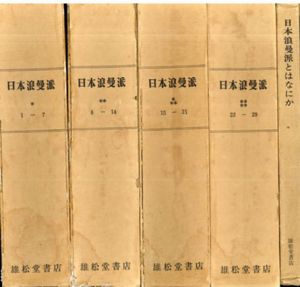 日本浪曼派
*
1 — 7
雄松堂書店
日本浪曼派
**
8 — 14
雄松堂書店
日本浪曼派
***
15 — 21
雄松堂書店
日本浪曼派
****
22 — 29
雄松堂書店
日本浪曼派とはなにか
雄松堂書店